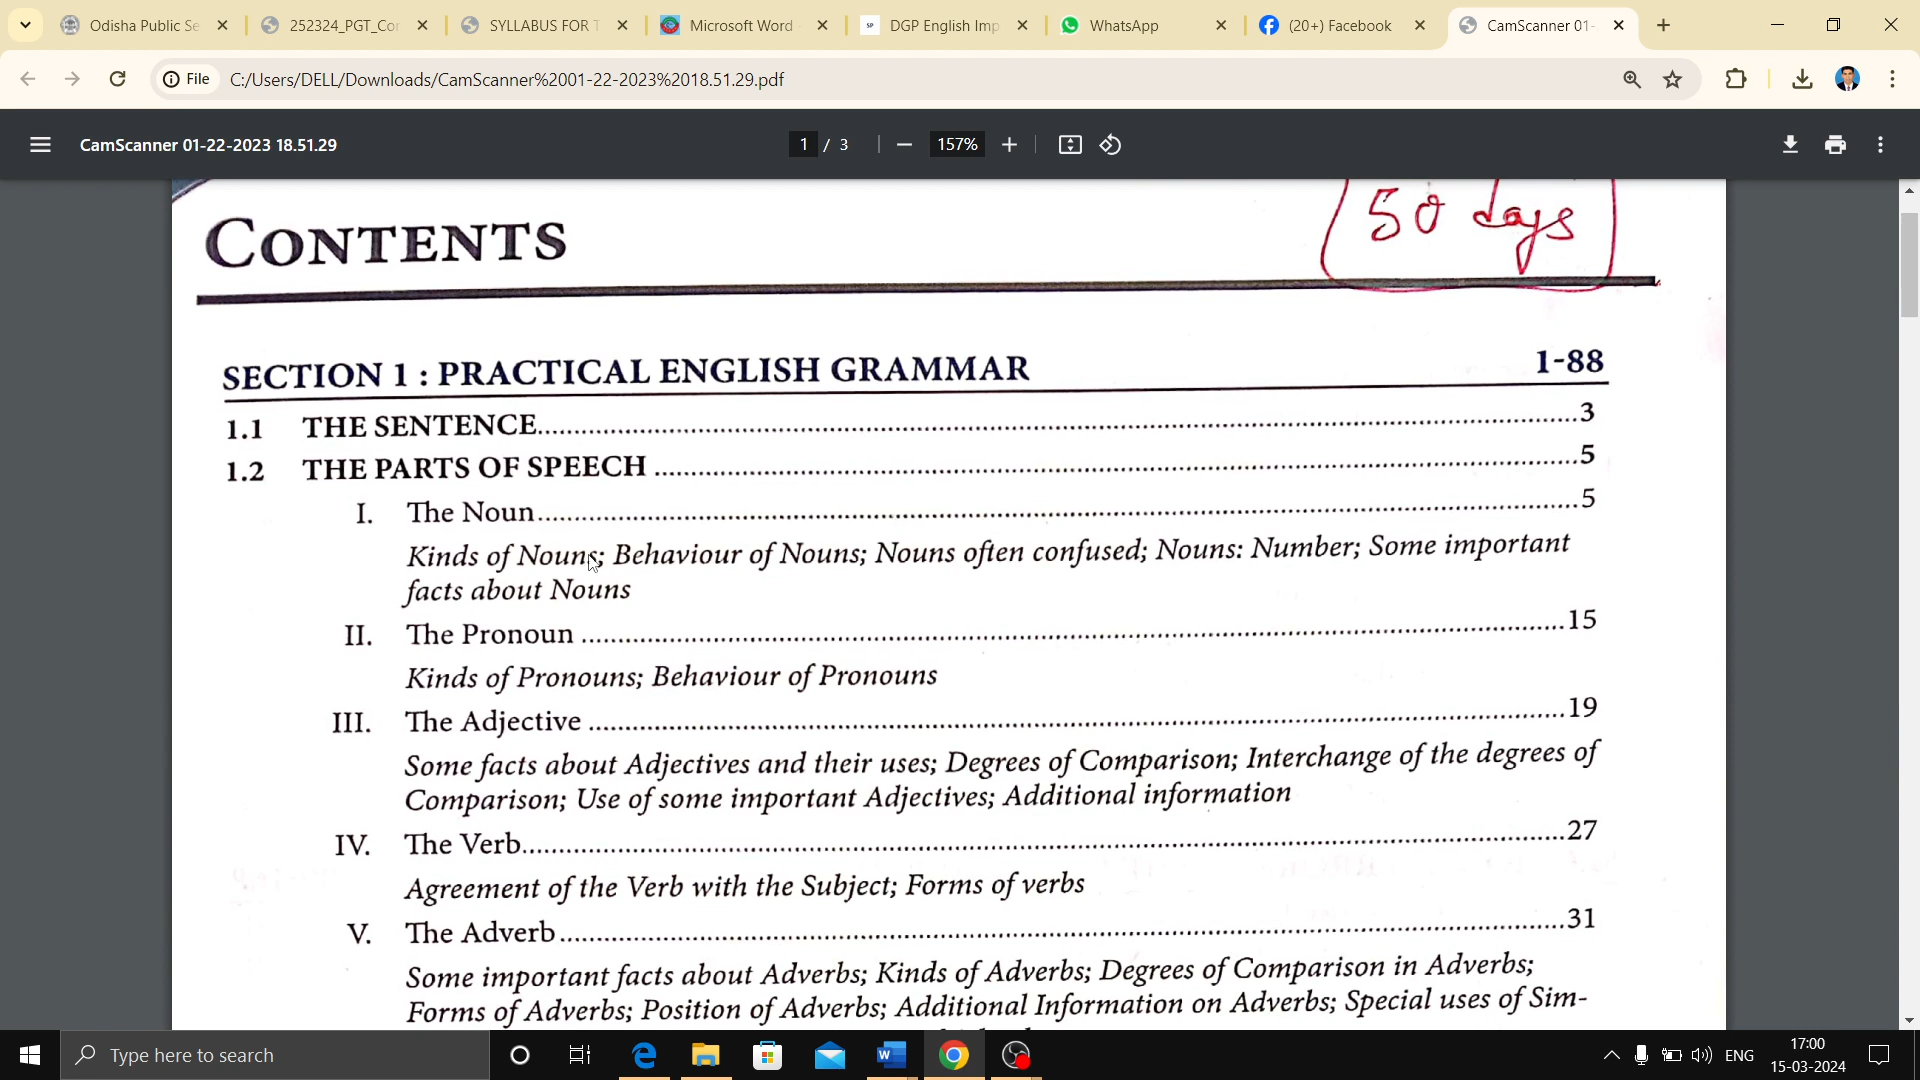 Odisha Public Se
252324_PGT_Cor
SYLLABUS FOR T
Microsoft Word
DGP English Imp
WhatsApp
(20+) Facebook
CamScanner 01-
File
C:/Users/DELL/Downloads/CamScanner%2001-22-2023%2018.51.29.pdf
CamScanner 01-22-2023 18.51.29
1 / 3
157%
50 days
CONTENTS
SECTION 1 : PRACTICAL ENGLISH GRAMMAR 1-88
1.1 THE SENTENCE 3
1.2 THE PARTS OF SPEECH 5
I. The Noun 5
Kinds of Nouns; Behaviour of Nouns; Nouns often confused; Nouns: Number; Some important
facts about Nouns
II. The Pronoun 15
Kinds of Pronouns; Behaviour of Pronouns
III. The Adjective 19
Some facts about Adjectives and their uses; Degrees of Comparison; Interchange of the degrees of
Comparison; Use of some important Adjectives; Additional information
IV. The Verb 27
Agreement of the Verb with the Subject; Forms of verbs
V. The Adverb 31
Some important facts about Adverbs; Kinds of Adverbs; Degrees of Comparison in Adverbs;
Forms of Adverbs; Position of Adverbs; Additional Information on Adverbs; Special uses of Sim-
Type here to search
ENG
17:00
15-03-2024